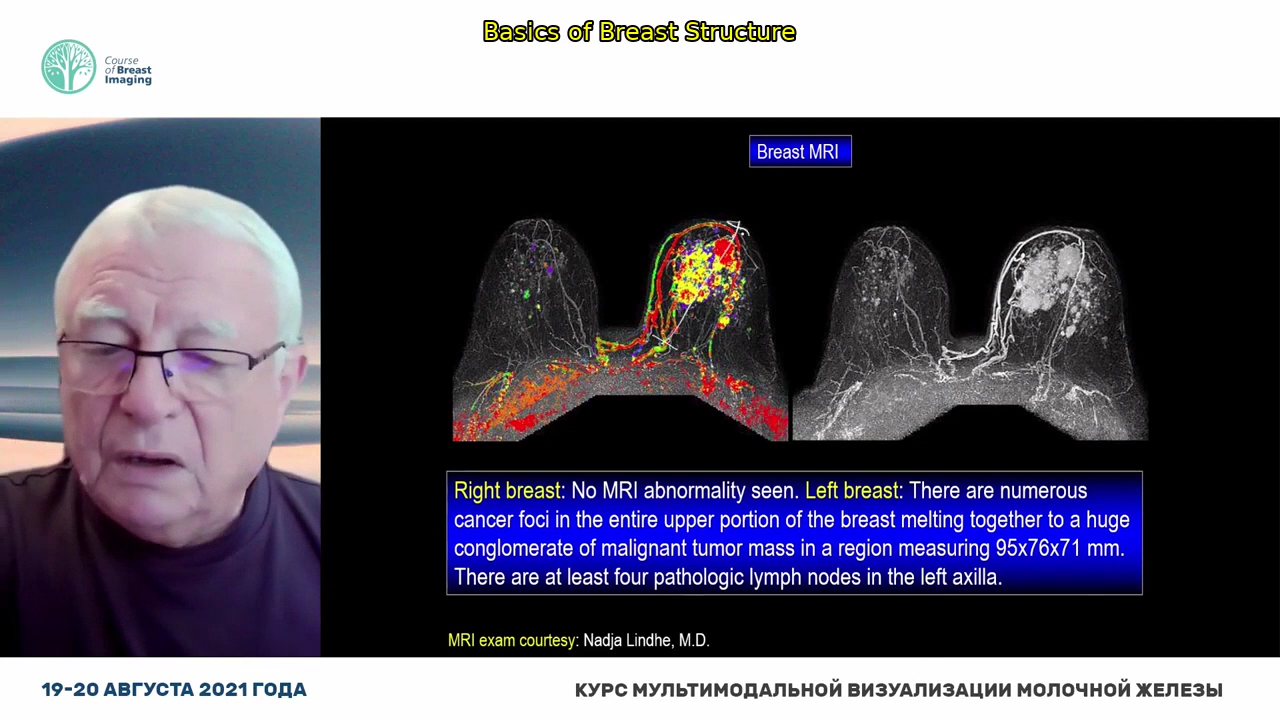 Basics of Breast Structure
Course
of Breast
Imaging
Breast MRI
Right breast: No MRI abnormality seen. Left breast: There are numerous
cancer foci in the entire upper portion of the breast melting together to a huge
conglomerate of malignant tumor mass in a region measuring 95x76x71 mm.
There are at least four pathologic lymph nodes in the left axilla.
MRI exam courtesy: Nadja Lindhe, M.D.
19-20 АВГУСТА 2021 ГОДА
КУРС МУЛЬТИМОДАЛЬНОЙ ВИЗУАЛИЗАЦИИ МОЛОЧНОЙ ЖЕЛЕЗЫ